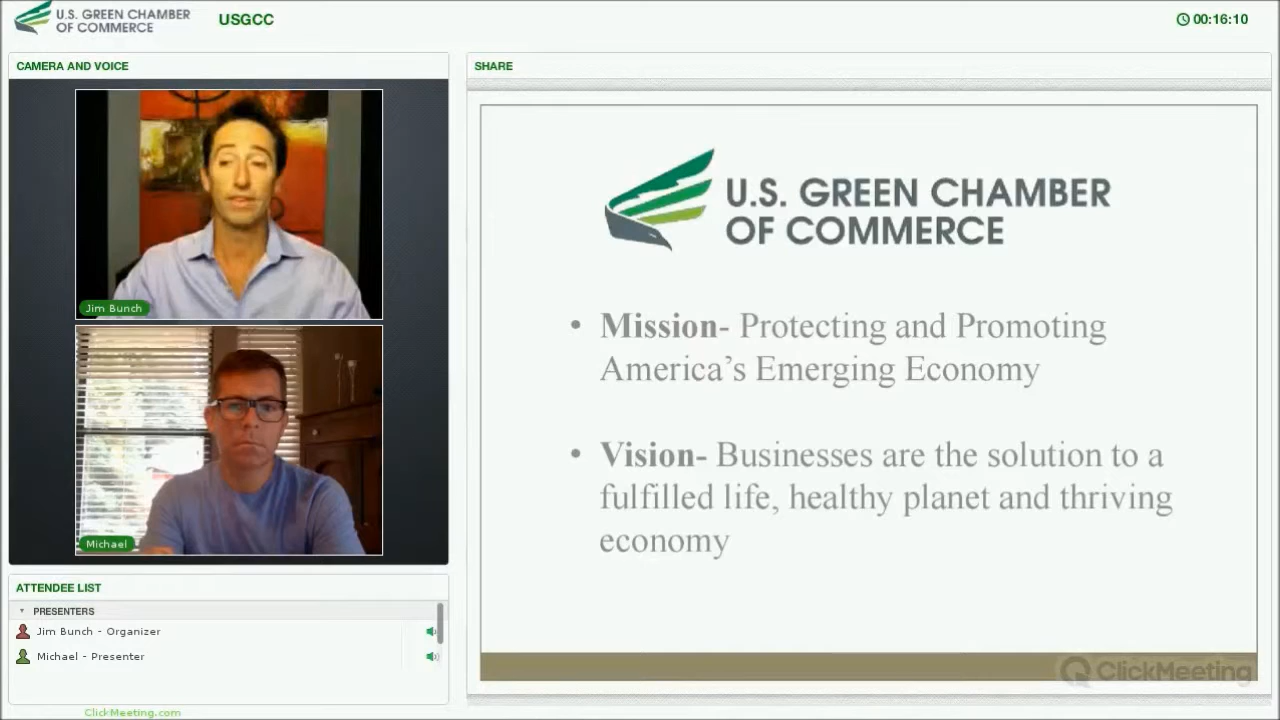 U.S. GREEN CHAMBER
OF COMMERCE
USGCC
00:16:10
CAMERA AND VOICE
Jim Bunch
Michael
ATTENDEE LIST
PRESENTERS
Jim Bunch - Organizer
Michael - Presenter
ClickMeeting.com
SHARE
U.S. GREEN CHAMBER
OF COMMERCE
• Mission- Protecting and Promoting
America's Emerging Economy
• Vision- Businesses are the solution to a
fulfilled life, healthy planet and thriving
economy
ClickMeeting